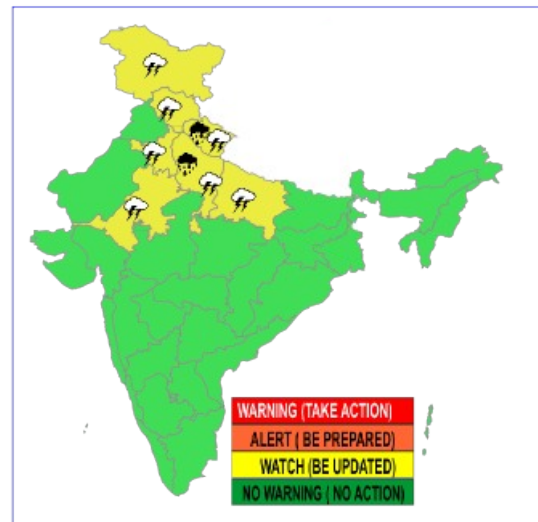 WARNING (TAKE ACTION)
ALERT ( BE PREPARED)
WATCH (BE UPDATED)
NO WARNING ( NO ACTION)